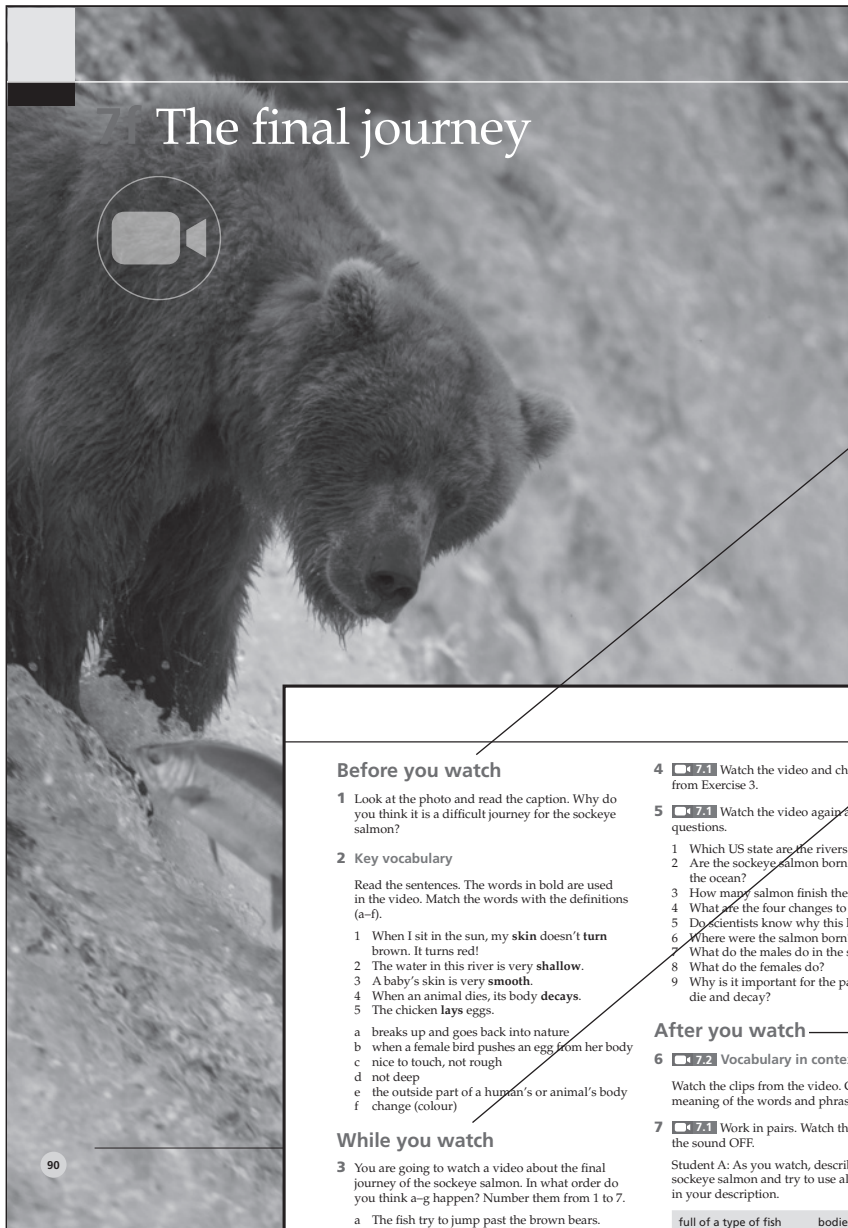 7f The final journey
Before you watch
1 Look at the photo and read the caption. Why do
you think it is a difficult journey for the sockeye
salmon?
2 Key vocabulary
Read the sentences. The words in bold are used
in the video. Match the words with the definitions
(a–f).
1 When I sit in the sun, my skin doesn't turn
brown. It turns red!
2 The water in this river is very shallow.
3 A baby's skin is very smooth.
4 When an animal dies, its body decays.
5 The chicken lays eggs.
a breaks up and goes back into nature
b when a female bird pushes an egg from her body
c nice to touch, not rough
d not deep
e the outside part of a human's or animal's body
f change (colour)
While you watch
3 You are going to watch a video about the final
journey of the sockeye salmon. In what order do
you think a–g happen? Number them from 1 to 7.
a The fish try to jump past the brown bears.
4 7.1 Watch the video and ch
from Exercise 3.
5 7.1 Watch the video again a
questions.
1 Which US state are the rivers
2 Are the sockeye salmon born
the ocean?
3 How many salmon finish the
4 What are the four changes to
5 Do scientists know why this h
6 Where were the salmon born
7 What do the males do in the s
8 What do the females do?
9 Why is it important for the pa
die and decay?
After you watch
6 7.2 Vocabulary in conte
Watch the clips from the video. C
meaning of the words and phras
7 7.1 Work in pairs. Watch th
the sound OFF.
Student A: As you watch, descri
sockeye salmon and try to use al
in your description.
full of a type of fish bodie
90